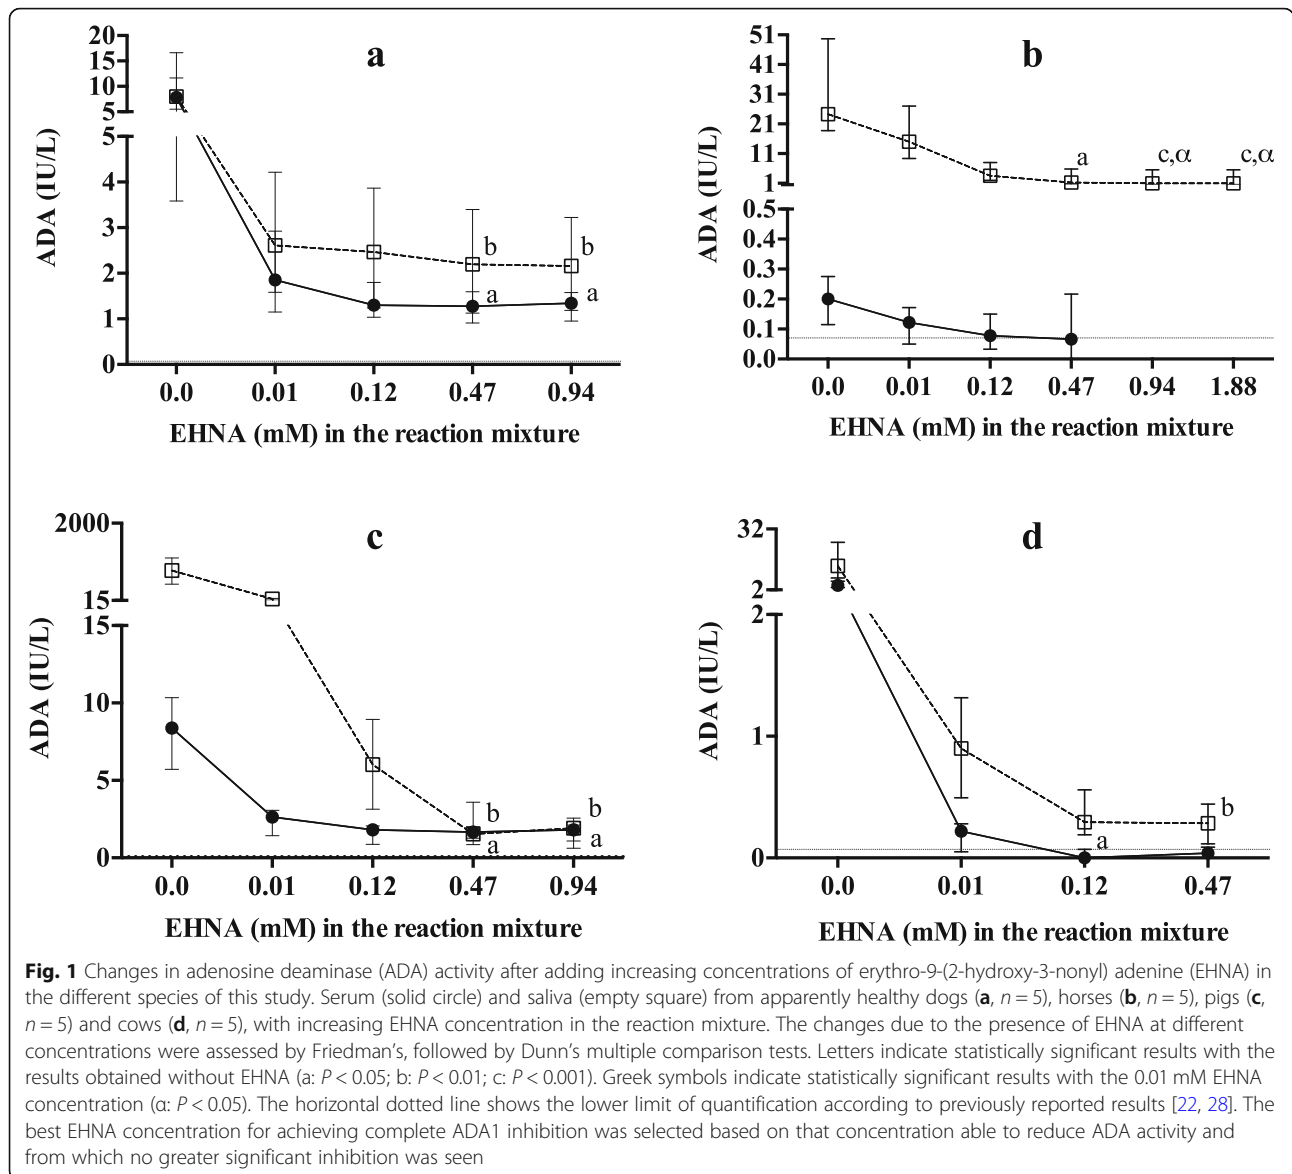 a
20
15
10
5
5
4
3
2
1
0
ADA (IU/L)
b
b
a
a
0.0 0.01 0.12 0.47 0.94
EHNA (mM) in the reaction mixture
b
51
41
31
21
11
1
0.5
0.4
0.3
0.2
0.1
0.0
ADA (IU/L)
a
c,α
c,α
0.0 0.01 0.12 0.47 0.94 1.88
EHNA (mM) in the reaction mixture
c
2000
15
15
10
5
0
ADA (IU/L)
b
b
a
a
0.0 0.01 0.12 0.47 0.94
EHNA (mM) in the reaction mixture
d
32
2
2
1
0
ADA (IU/L)
a
b
0.0 0.01 0.12 0.47
EHNA (mM) in the reaction mixture
Fig. 1 Changes in adenosine deaminase (ADA) activity after adding increasing concentrations of erythro-9-(2-hydroxy-3-nonyl) adenine (EHNA) in
the different species of this study. Serum (solid circle) and saliva (empty square) from apparently healthy dogs (a, n = 5), horses (b, n = 5), pigs (c,
n = 5) and cows (d, n = 5), with increasing EHNA concentration in the reaction mixture. The changes due to the presence of EHNA at different
concentrations were assessed by Friedman's, followed by Dunn's multiple comparison tests. Letters indicate statistically significant results with the
results obtained without EHNA (a: P < 0.05; b: P < 0.01; c: P < 0.001). Greek symbols indicate statistically significant results with the 0.01 mM EHNA
concentration (α: P < 0.05). The horizontal dotted line shows the lower limit of quantification according to previously reported results [22, 28]. The
best EHNA concentration for achieving complete ADA1 inhibition was selected based on that concentration able to reduce ADA activity and
from which no greater significant inhibition was seen